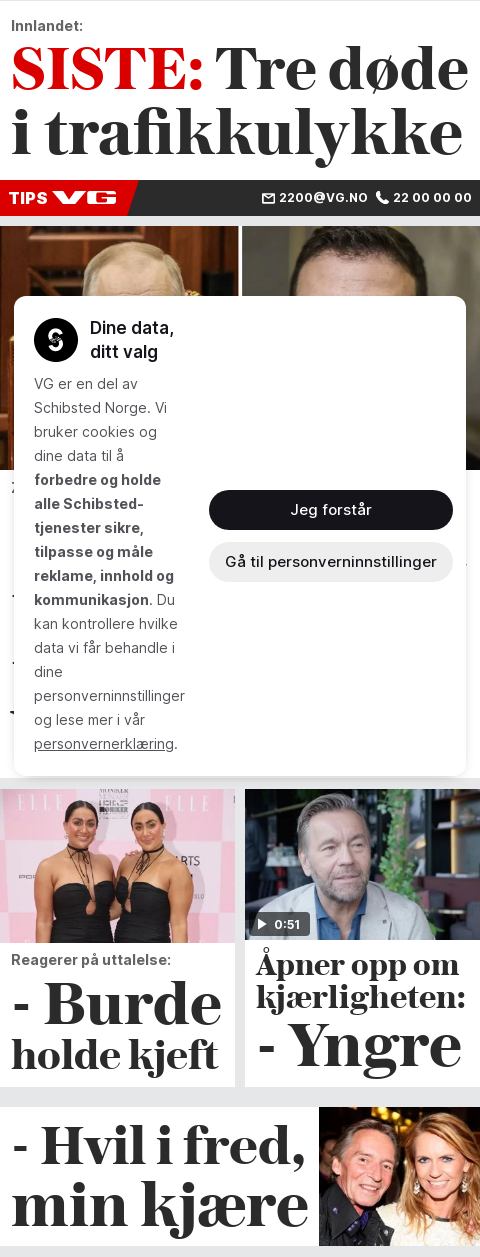 Innlandet:
SISTE: Tre døde
i trafikkulykke
TIPS VG 2200@VG.NO 22 00 00 00
Dine data,
ditt valg
VG er en del av
Schibsted Norge. Vi
bruker cookies og
dine data til å
forbedre og holde
alle Schibsted-
tjenester sikre,
tilpasse og måle
reklame, innhold og
kommunikasjon. Du
kan kontrollere hvilke
data vi får behandle i
dine
personverninnstillinger
og lese mer i vår
personvernerklæring.
Jeg forstår
Gå til personverninnstillinger
ELLE ELLE
0:51
Reagerer på uttalelse:
- Burde
holde kjeft
Åpner opp om
kjærligheten:
- Yngre
- Hvil i fred,
min kjære